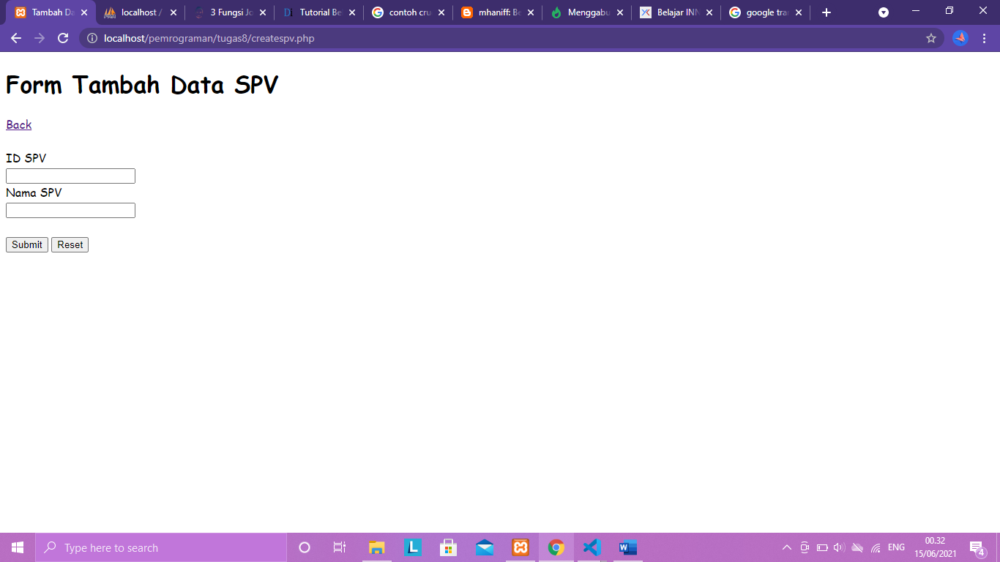 Tambah Da
localhost /
3 Fungsi Jo
Tutorial Be
contoh cru
mhaniff: Be
Menggabu
Belajar INN
google tra
localhost/pemrograman/tugas8/createspv.php
Form Tambah Data SPV
Back
ID SPV
Nama SPV
Submit Reset
Type here to search
L
W
ENG
00.32
15/06/2021
4